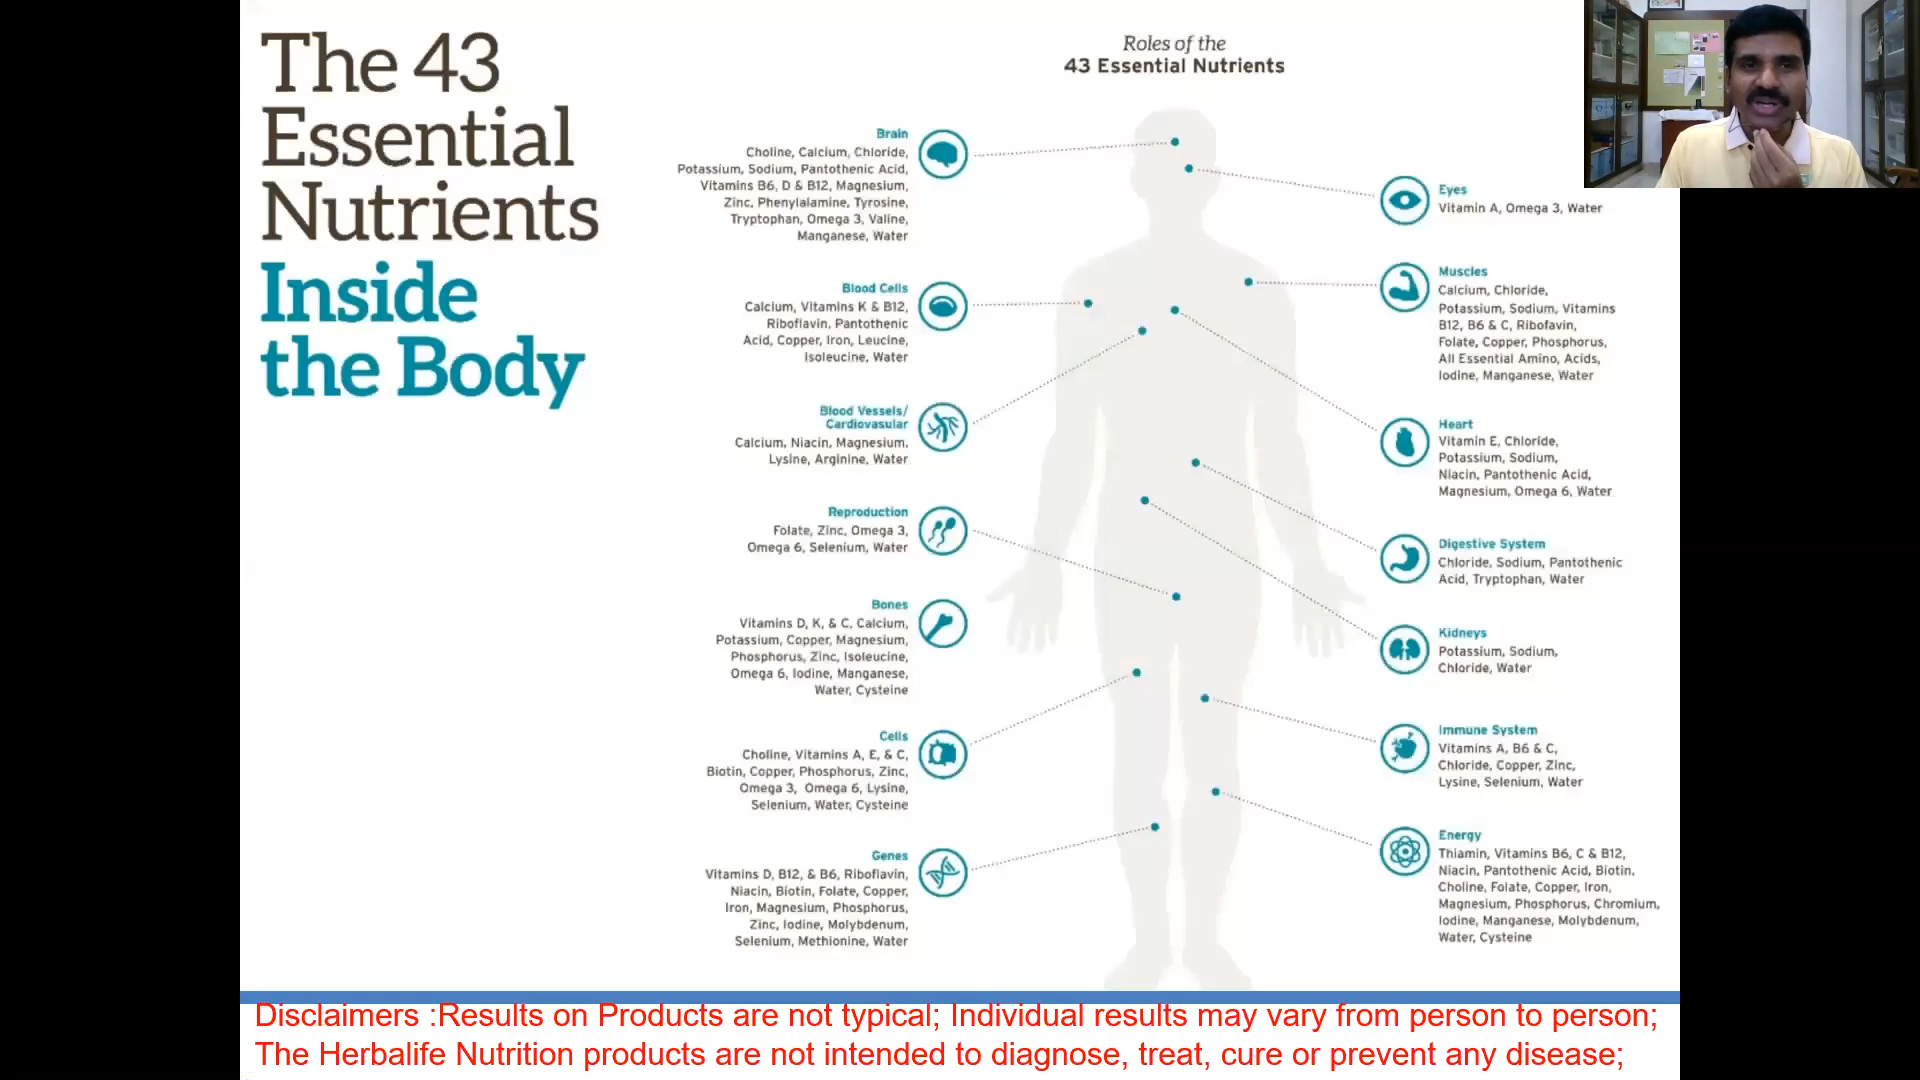 The 43
Essential
Nutrients
Inside
the Body
Roles of the
43 Essential Nutrients
Brain
Choline, Calcium, Chloride,
Potassium, Sodium, Pantothenic Acid,
Vitamins B6, D & B12, Magnesium,
Zinc, Phenylalamine, Tyrosine,
Tryptophan, Omega 3, Valine,
Manganese, Water
Blood Cells
Calcium, Vitamins K & B12,
Riboflavin, Pantothenic
Acid, Copper, Iron, Leucine,
Isoleucine, Water
Blood Vessels/
Cardiovasular
Calcium, Niacin, Magnesium,
Lysine, Arginine, Water
Reproduction
Folate, Zinc, Omega 3,
Omega 6, Selenium, Water
Bones
Vitamins D, K, & C, Calcium,
Potassium, Copper, Magnesium,
Phosphorus, Zinc, Isoleucine,
Omega 6, Iodine, Manganese,
Water, Cysteine
Cells
Choline, Vitamins A, E, & C,
Biotin, Copper, Phosphorus, Zinc,
Omega 3, Omega 6, Lysine,
Selenium, Water, Cysteine
Genes
Vitamins D, B12, & B6, Riboflavin,
Niacin, Biotin, Folate, Copper,
Iron, Magnesium, Phosphorus,
Zinc, Iodine, Molybdenum,
Selenium, Methionine, Water
Eyes
Vitamin A, Omega 3, Water
Muscles
Calcium, Chloride,
Potassium, Sodium, Vitamins
B12, B6 & C, Ribofavin,
Folate, Copper, Phosphorus,
All Essential Amino, Acids,
Iodine, Manganese, Water
Heart
Vitamin E, Chloride,
Potassium, Sodium,
Niacin, Pantothenic Acid,
Magnesium, Omega 6, Water
Digestive System
Chloride, Sodium, Pantothenic
Acid, Tryptophan, Water
Kidneys
Potassium, Sodium,
Chloride, Water
Immune System
Vitamins A, B6 & C,
Chloride, Copper, Zinc,
Lysine, Selenium, Water
Energy
Thiamin, Vitamins B6, C & B12,
Niacin, Pantothenic Acid, Biotin,
Choline, Folate, Copper, Iron,
Magnesium, Phosphorus, Chromium,
Iodine, Manganese, Molybdenum,
Water, Cysteine
Disclaimers :Results on Products are not typical; Individual results may vary from person to person;
The Herbalife Nutrition products are not intended to diagnose, treat, cure or prevent any disease;